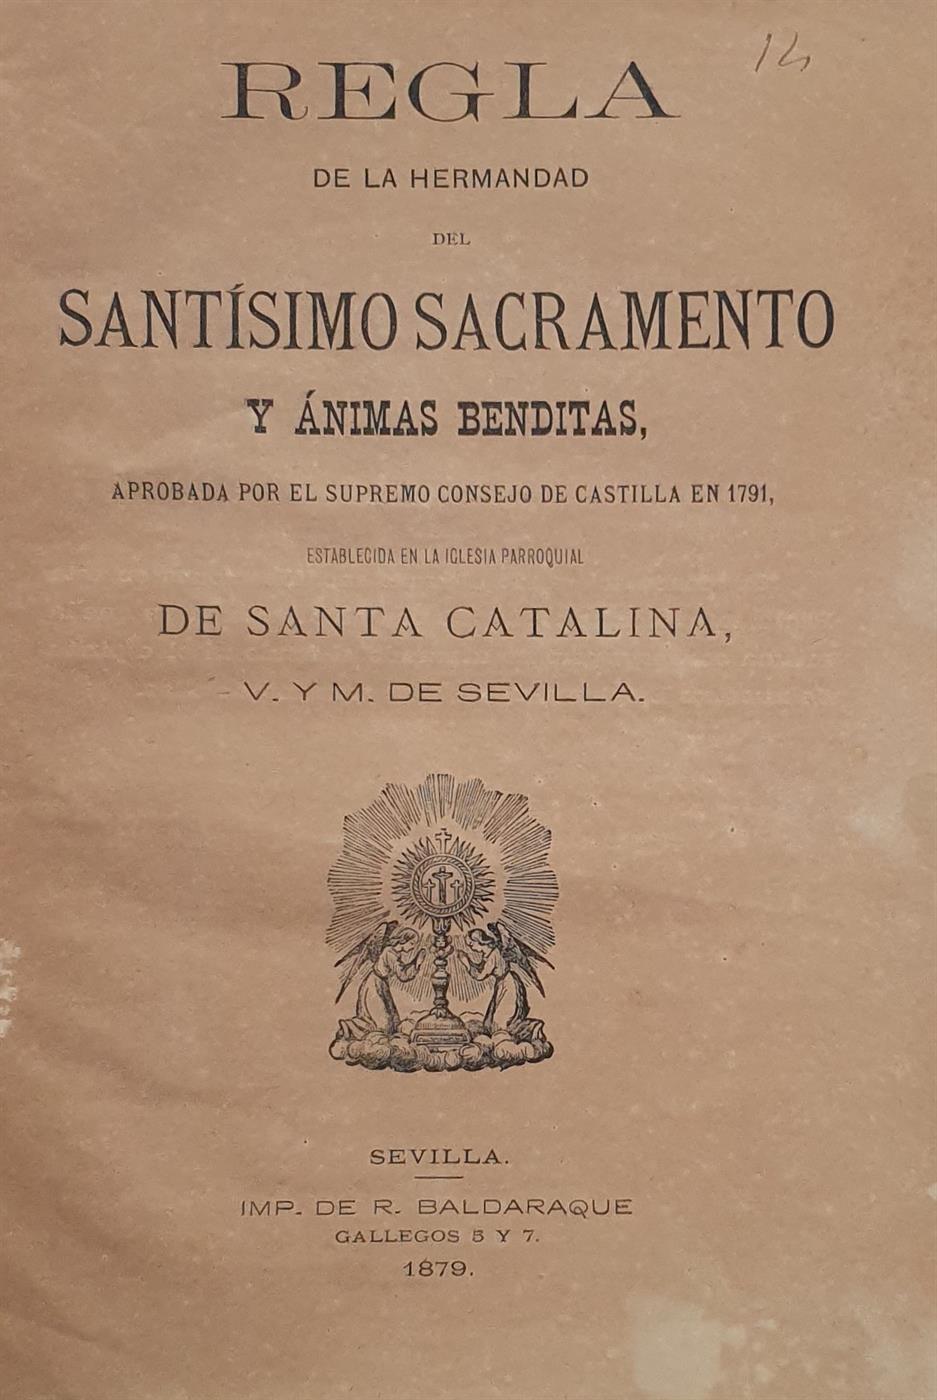 14
REGLA
DE LA HERMANDAD
DEL
SANTÍSIMO SACRAMENTO
Y ÁNIMAS BENDITAS,
APROBADA POR EL SUPREMO CONSEJO DE CASTILLA EN 1791,
ESTABLECIDA EN LA IGLESIA PARROQUIAL
DE SANTA CATALINA,
V. Y M. DE SEVILLA.
SEVILLA.
IMP. DE R. BALDARAQUE
GALLEGOS 5 Y 7.
1879.